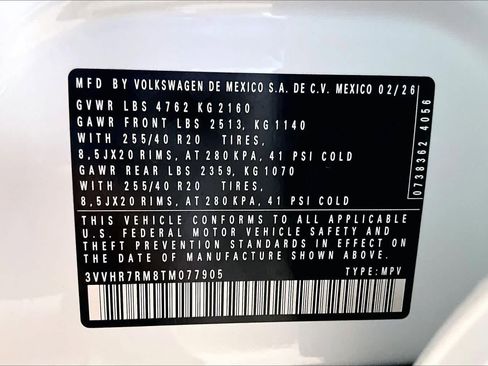 MFD BY VOLKSWAGEN DE MEXICO S.A. DE C.V. MEXICO 02/26
GVWR LBS 4762 KG 2160
GAWR FRONT LBS 2513, KG 1140
WITH 255/40 R20 TIRES,
8,5JX20 RIMS, AT 280 KPA, 41 PSI COLD
GAWR REAR LBS 2359, KG 1070
WITH 255/40 R20 TIRES,
8,5JX20 RIMS, AT 280 KPA, 41 PSI COLD
THIS VEHICLE CONFORMS TO ALL APPLICABLE
U.S. FEDERAL MOTOR VEHICLE SAFETY AND
THEFT PREVENTION STANDARDS IN EFFECT ON
THE DATE OF MANUFACTURE SHOWN ABOVE.
3VVHR7RM8TM077905 TYPE: MPV
0738362 4056